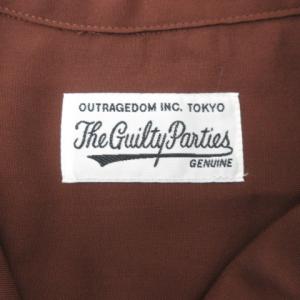 OUTRAGEDOM INC. TOKYO
The Guilty Parties
GENUINE